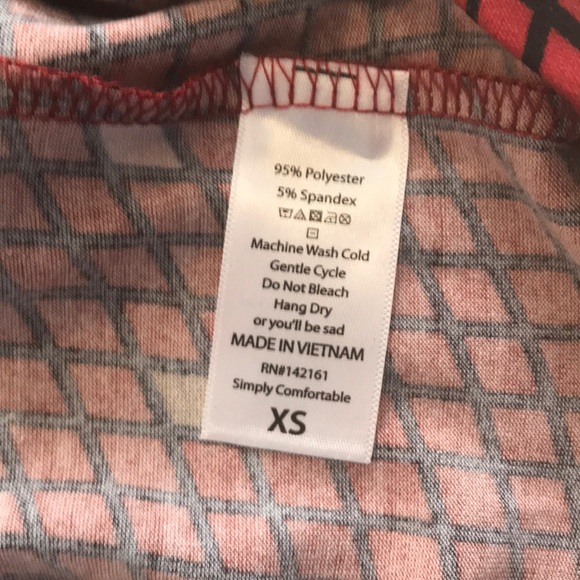 95% Polyester
5% Spandex
Machine Wash Cold
Gentle Cycle
Do Not Bleach
Hang Dry
or you'll be sad
MADE IN VIETNAM
RN#142161
Simply Comfortable
XS